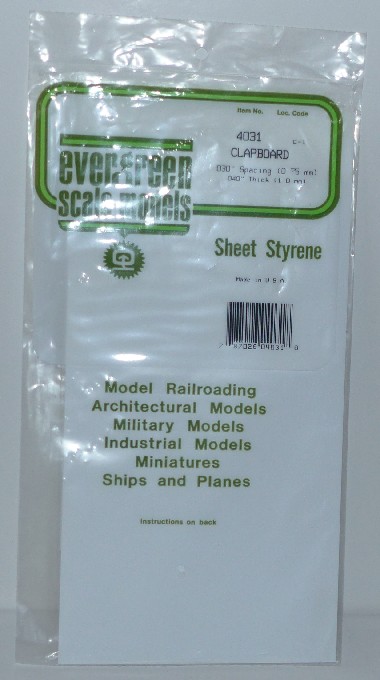 Item No. Loc. Code
4031
CLAPBOARD
.030" Spacing (0.75 mm)
.040" Thick (1.0 mm)
evergreen
scale models
Sheet Styrene
Made in U.S.A.
Model Railroading
Architectural Models
Military Models
Industrial Models
Miniatures
Ships and Planes
Instructions on back